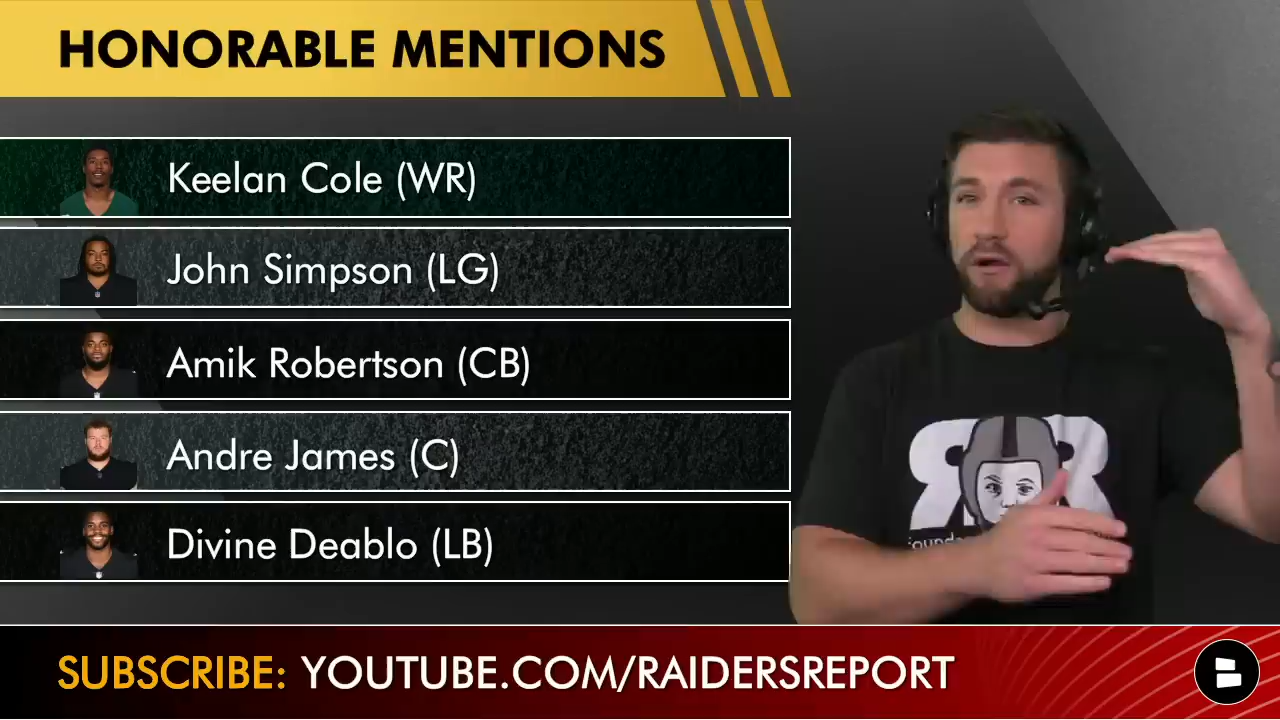 HONORABLE MENTIONS
Keelan Cole (WR)
John Simpson (LG)
Amik Robertson (CB)
Andre James (C)
Divine Deablo (LB)
SUBSCRIBE: YOUTUBE.COM/RAIDERSREPORT